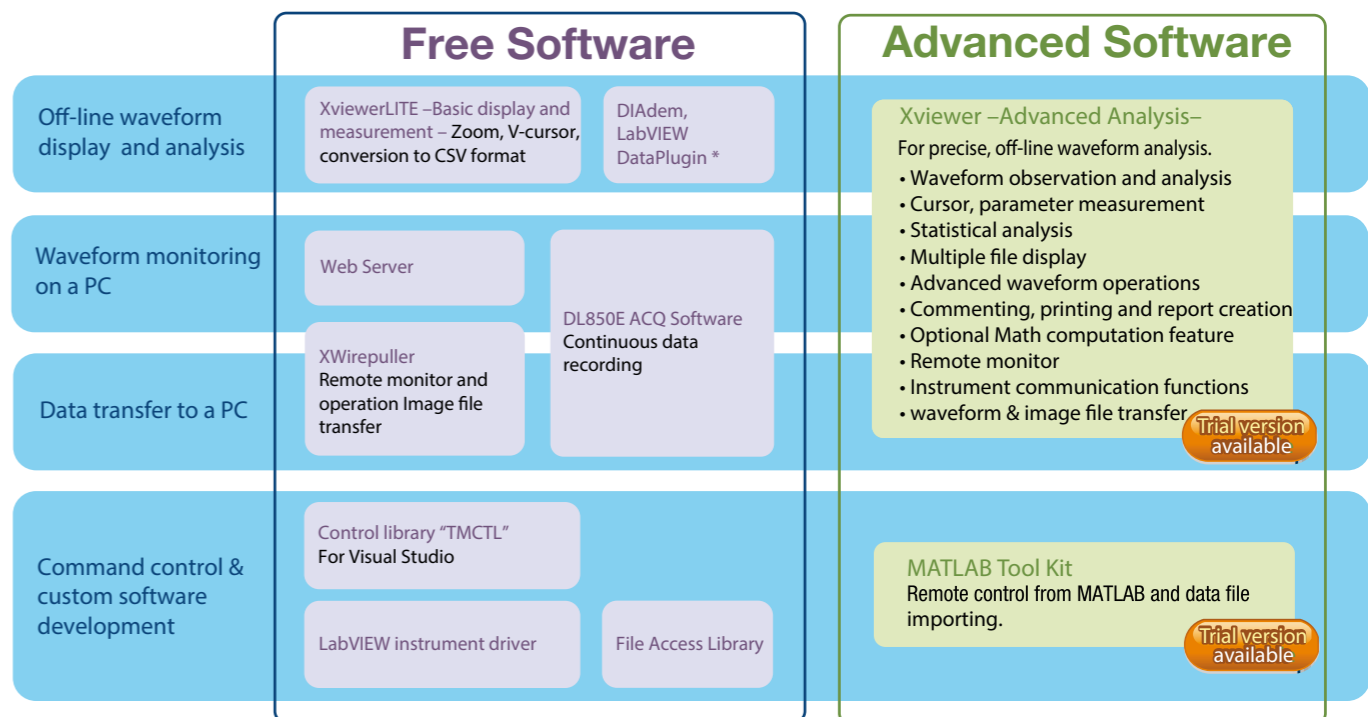 Free Software
Advanced Software
Off-line waveform
display and analysis
XviewerLITE –Basic display and
measurement – Zoom, V-cursor,
conversion to CSV format
DIAdem,
LabVIEW
DataPlugin *
Xviewer –Advanced Analysis–
For precise, off-line waveform analysis.
• Waveform observation and analysis
• Cursor, parameter measurement
• Statistical analysis
• Multiple file display
• Advanced waveform operations
• Commenting, printing and report creation
• Optional Math computation feature
• Remote monitor
• Instrument communication functions
• waveform & image file transfer
Trial version
available
Waveform monitoring
on a PC
Web Server
DL850E ACQ Software
Continuous data
recording
Data transfer to a PC
XWirepuller
Remote monitor and
operation Image file
transfer
Command control &
custom software
development
Control library “TMCTL”
For Visual Studio
LabVIEW instrument driver
File Access Library
MATLAB Tool Kit
Remote control from MATLAB and data file
importing.
Trial version
available